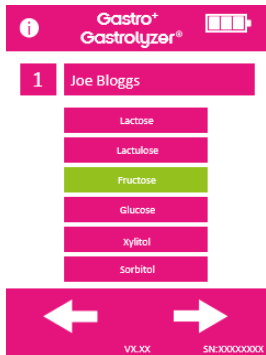 i
Gastro+
Gastrolyzer®
1
Joe Bloggs
Lactose
Lactulose
Fructose
Glucose
Xylitol
Sorbitol
VX.XX SN:XXXXXXXX